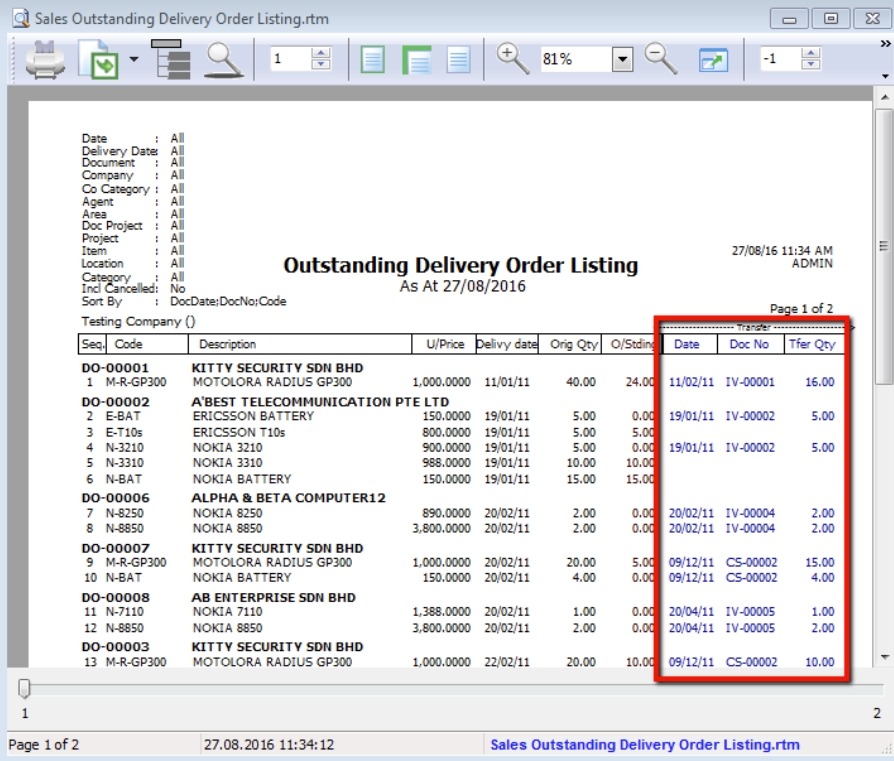 Sales Outstanding Delivery Order Listing.rtm
1 81% -1
Date : All
Delivery Date: All
Document : All
Company : All
Co Category : All
Agent : All
Area : All
Doc Project : All
Project : All
Item : All
Location : All
Category : All
Incl Cancelled: No
Sort By : DocDate;DocNo;Code
Outstanding Delivery Order Listing
As At 27/08/2016
27/08/16 11:34 AM
ADMIN
Page 1 of 2
Testing Company ()
Transfer
Seq. Code Description U/Price Delivy date Orig Qty O/Stding Date Doc No Tfer Qty
DO-00001 KITTY SECURITY SDN BHD
1 M-R-GP300 MOTOLORA RADIUS GP300 1,000.0000 11/01/11 40.00 24.00 11/02/11 IV-00001 16.00
DO-00002 A'BEST TELECOMMUNICATION PTE LTD
2 E-BAT ERICSSON BATTERY 150.0000 19/01/11 5.00 0.00 19/01/11 IV-00002 5.00
3 E-T10s ERICSSON T10s 800.0000 19/01/11 5.00 5.00
4 N-3210 NOKIA 3210 900.0000 19/01/11 5.00 0.00 19/01/11 IV-00002 5.00
5 N-3310 NOKIA 3310 988.0000 19/01/11 10.00 10.00
6 N-BAT NOKIA BATTERY 150.0000 19/01/11 15.00 15.00
DO-00006 ALPHA & BETA COMPUTER12
7 N-8250 NOKIA 8250 890.0000 20/02/11 2.00 0.00 20/02/11 IV-00004 2.00
8 N-8850 NOKIA 8850 3,800.0000 20/02/11 2.00 0.00 20/02/11 IV-00004 2.00
DO-00007 KITTY SECURITY SDN BHD
9 M-R-GP300 MOTOLORA RADIUS GP300 1,000.0000 20/02/11 20.00 5.00 09/12/11 CS-00002 15.00
10 N-BAT NOKIA BATTERY 150.0000 20/02/11 4.00 0.00 09/12/11 CS-00002 4.00
DO-00008 AB ENTERPRISE SDN BHD
11 N-7110 NOKIA 7110 1,388.0000 20/02/11 1.00 0.00 20/04/11 IV-00005 1.00
12 N-8850 NOKIA 8850 3,800.0000 20/02/11 2.00 0.00 20/04/11 IV-00005 2.00
DO-00003 KITTY SECURITY SDN BHD
13 M-R-GP300 MOTOLORA RADIUS GP300 1,000.0000 22/02/11 20.00 10.00 09/12/11 CS-00002 10.00
1 2
Page 1 of 2 27.08.2016 11:34:12 Sales Outstanding Delivery Order Listing.rtm